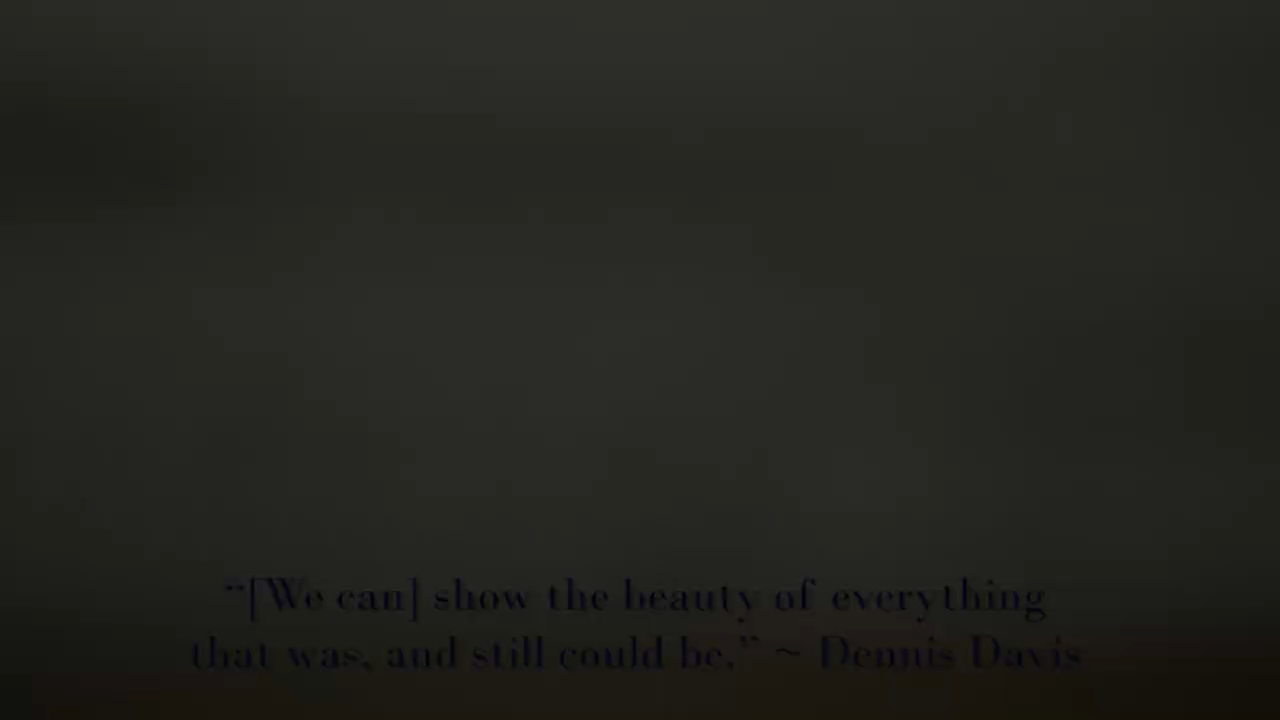 “[We can] show the beauty of everything
that was, and still could be.” ~ Dennis Davis